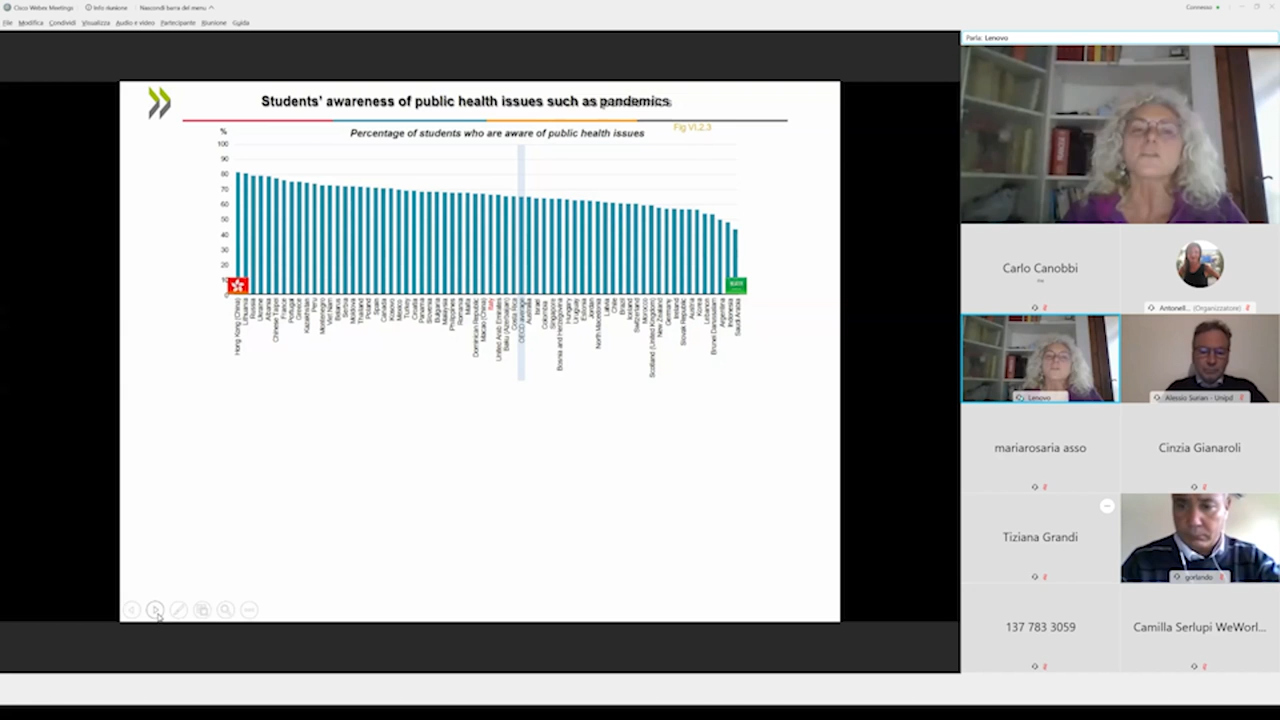 Cisco Webex Meetings
Info riunione
Nascondi barra del menu
Connesso
File Modifica Condividi Visualizza Audio e video Partecipante Riunione Guida
Parla: Lenovo
Students' awareness of public health issues such as pandemics
Fig VI.2.3
Percentage of students who are aware of public health issues
%
100
90
80
70
60
50
40
30
20
10
0
Hong Kong (China)
Lithuania
Ukraine
Albania
Chinese Taipei
Portugal
Greece
Kazakhstan
Peru
Montenegro
Viet Nam
Serbia
Moldova
Thailand
Poland
Spain
Canada
Kosovo
Mexico
Turkey
Croatia
Panama
Slovenia
Bulgaria
Malaysia
Philippines
Romania
Malta
Dominican Republic
Macao (China)
Italy
United Arab Emirates
Baku (Azerbaijan)
Costa Rica
OECD average
Australia
Israel
Colombia
Singapore
Bosnia and Herzegovina
Hungary
Uruguay
Estonia
Jordan
North Macedonia
Latvia
Chile
Brazil
Iceland
Switzerland
Morocco
Scotland (United Kingdom)
New Zealand
Germany
Ireland
Slovak Republic
Austria
Korea
Lebanon
Brunei Darussalam
Argentina
Indonesia
Saudi Arabia
Carlo Canobbi
Antonell... (Organizzatore)
Lenovo
Alessio Surian - Unipd
mariarosaria asso
Cinzia Gianaroli
Tiziana Grandi
gorlando
137 783 3059
Camilla Serlupi WeWorl...